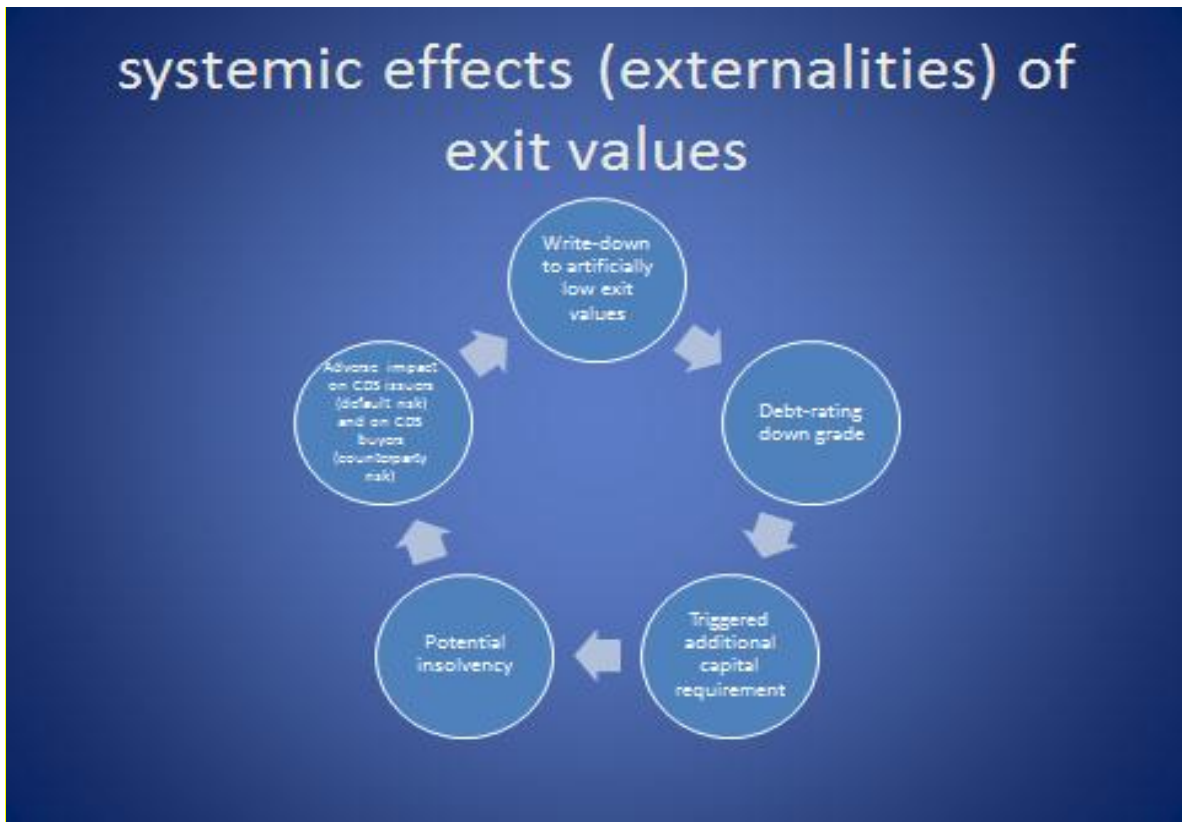 systemic effects (externalities) of
exit values
Write-down
to artificially
low exit
values
Debt-rating
down grade
Triggered
additional
capital
requirement
Potential
insolvency
Adverse impact
on CDS issuers
(default risk)
and on CDS
buyers
(counterparty
risk)